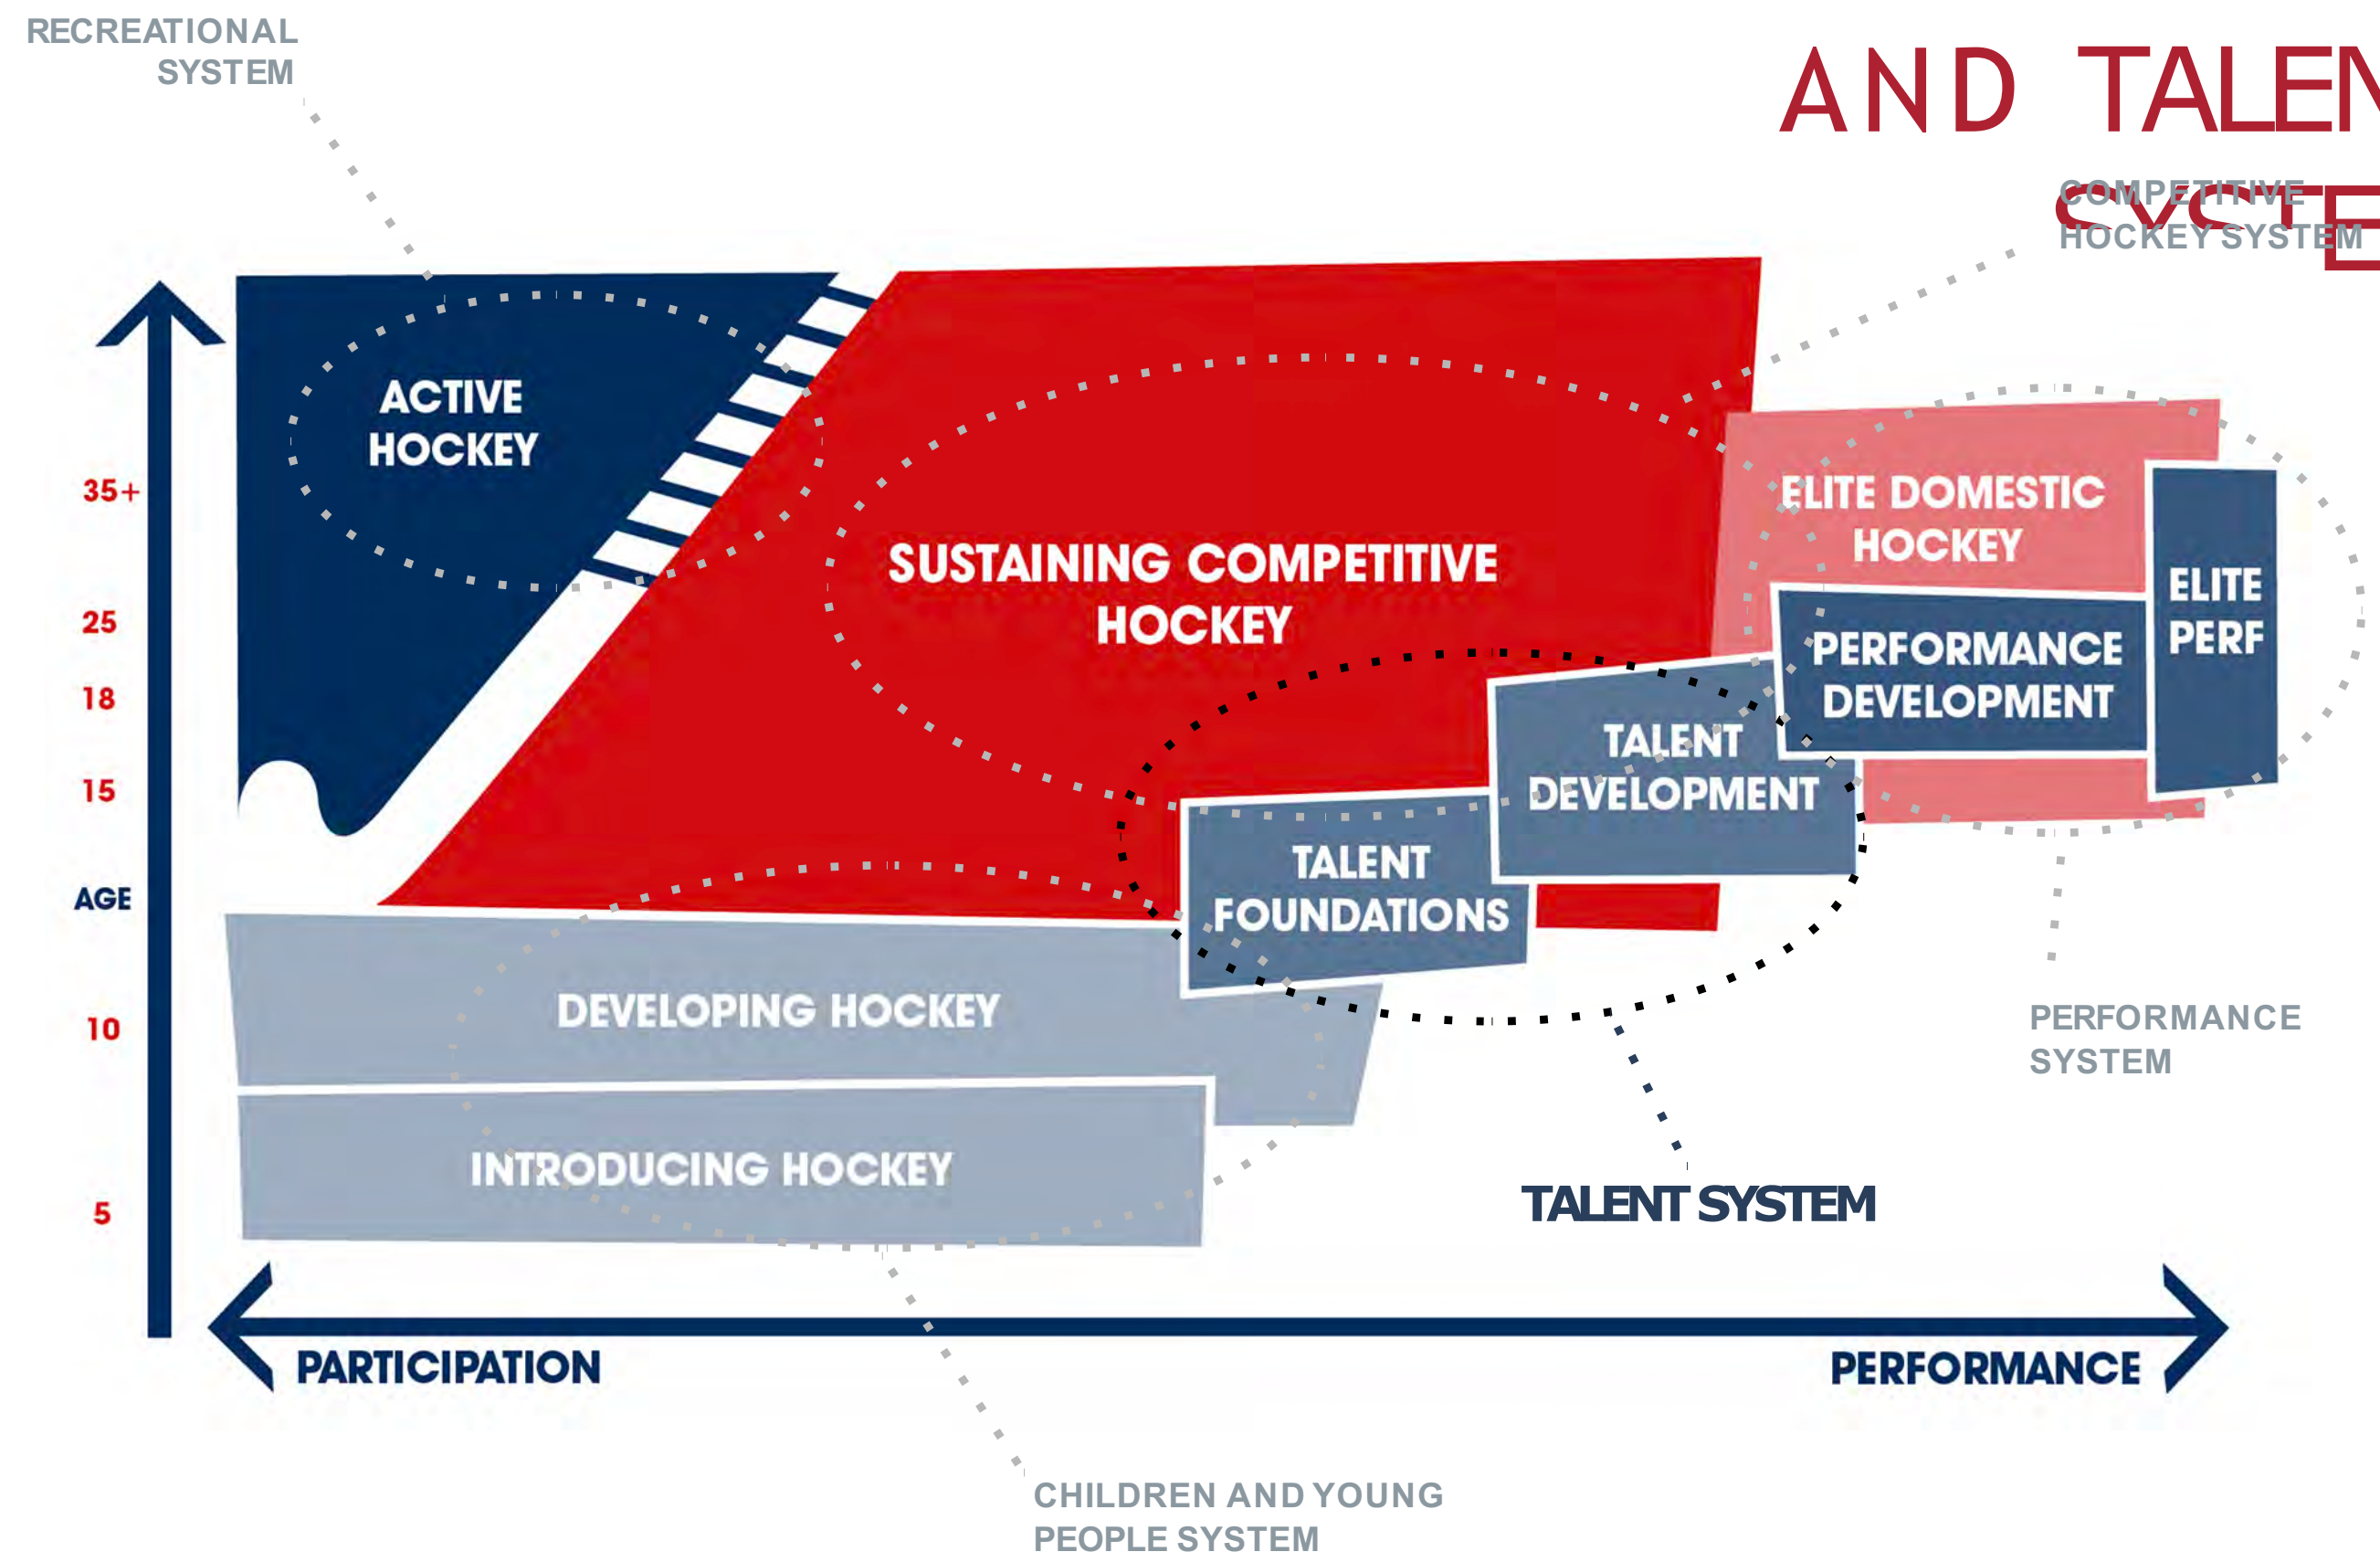 RECREATIONAL
SYSTEM
AND TALEN
SYSTE
COMPETITIVE
HOCKEY SYSTEM
ACTIVE
HOCKEY
SUSTAINING COMPETITIVE
HOCKEY
ELITE DOMESTIC
HOCKEY
ELITE
PERF
PERFORMANCE
DEVELOPMENT
TALENT
DEVELOPMENT
TALENT
FOUNDATIONS
DEVELOPING HOCKEY
INTRODUCING HOCKEY
35+
25
18
15
AGE
10
5
PERFORMANCE
SYSTEM
TALENT SYSTEM
PARTICIPATION
PERFORMANCE
CHILDREN AND YOUNG
PEOPLE SYSTEM